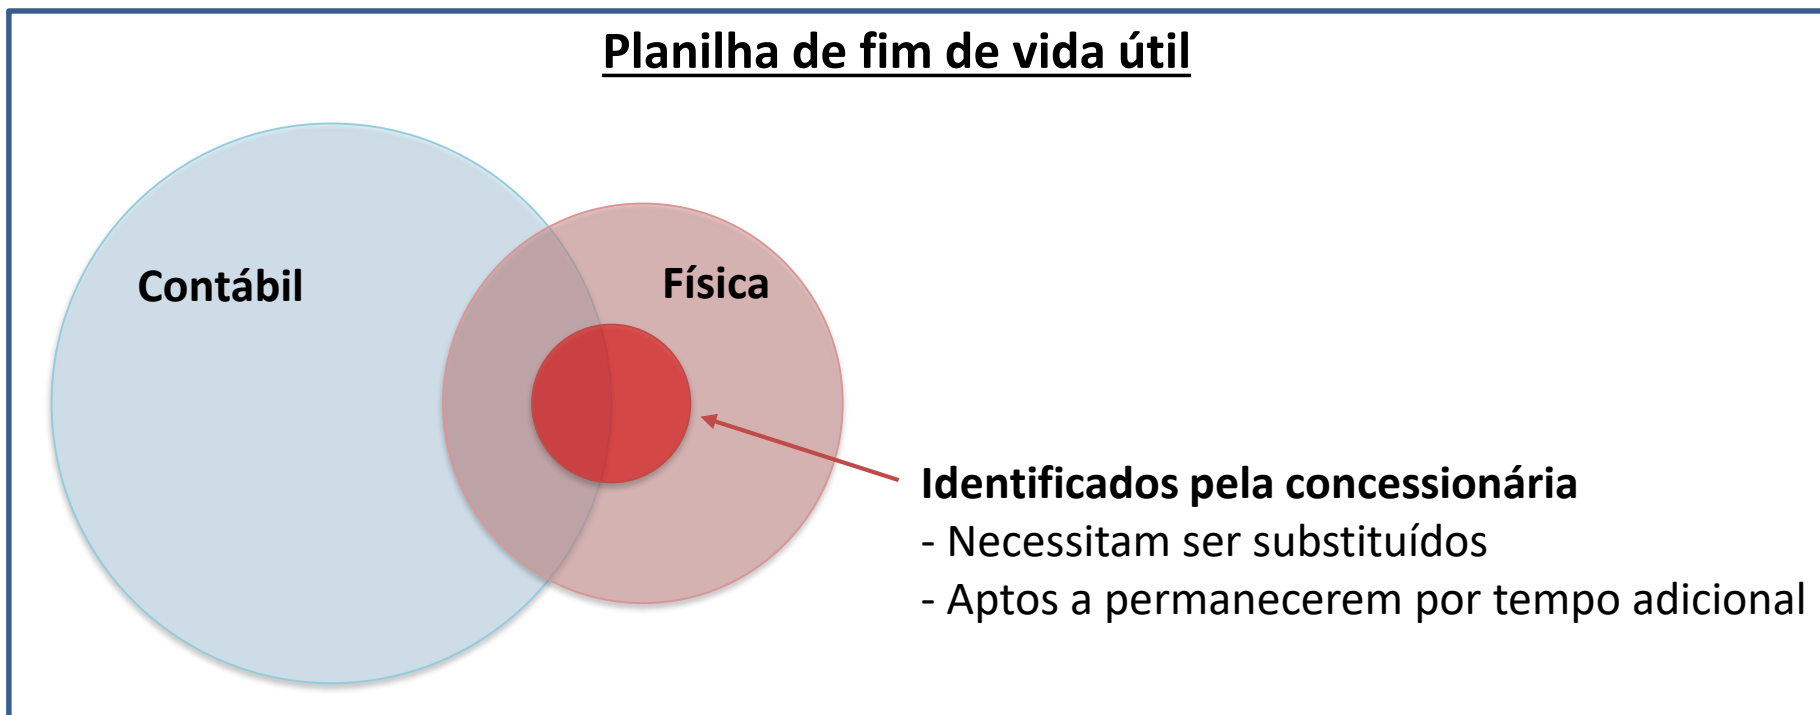 Planilha de fim de vida útil
Contábil
Física
Identificados pela concessionária
- Necessitam ser substituídos
- Aptos a permanecerem por tempo adicional